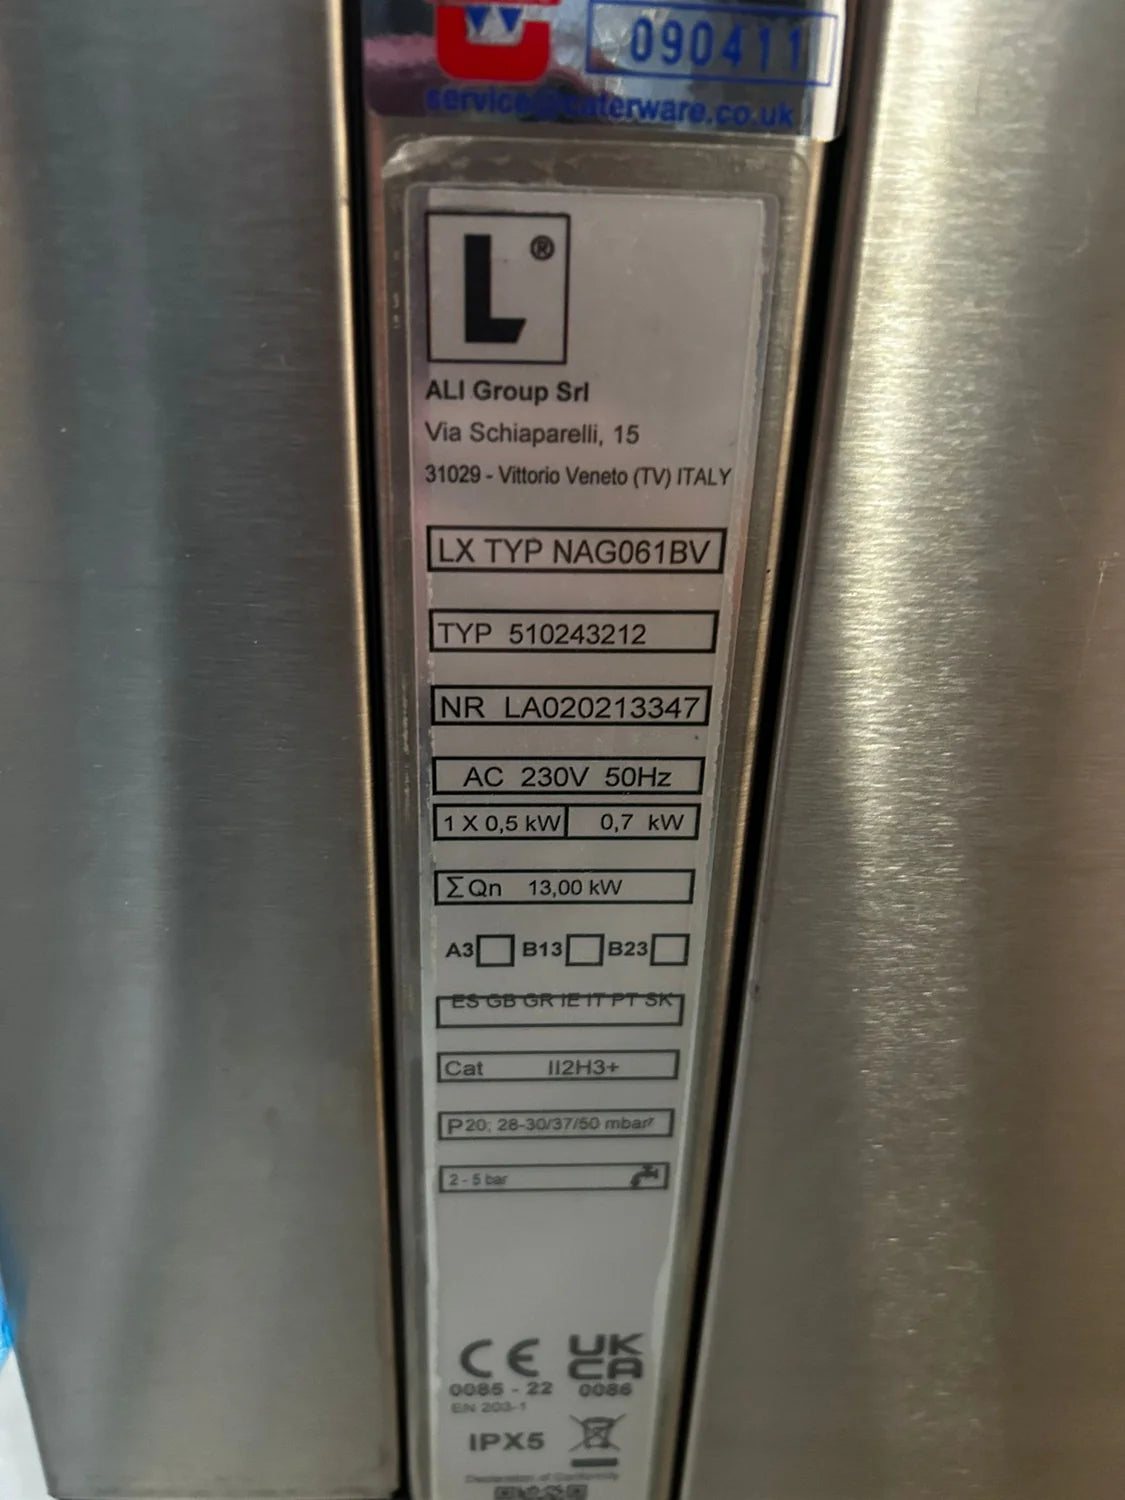 090411
service@caterware.co.uk
L®
ALI Group Srl
Via Schiaparelli, 15
31029 - Vittorio Veneto (TV) ITALY
LX TYP NAG061BV
TYP 510243212
NR LA020213347
AC 230V 50Hz
1 X 0,5 kW 0,7 kW
ΣQn 13,00 kW
A3 B13 B23
ES GB GR IE IT PT SK
Cat II2H3+
P20; 28-30/37/50 mbar
2 - 5 bar
CE UK CA
0085 - 22 0086
EN 203-1
IPX5
Declaration of Conformity